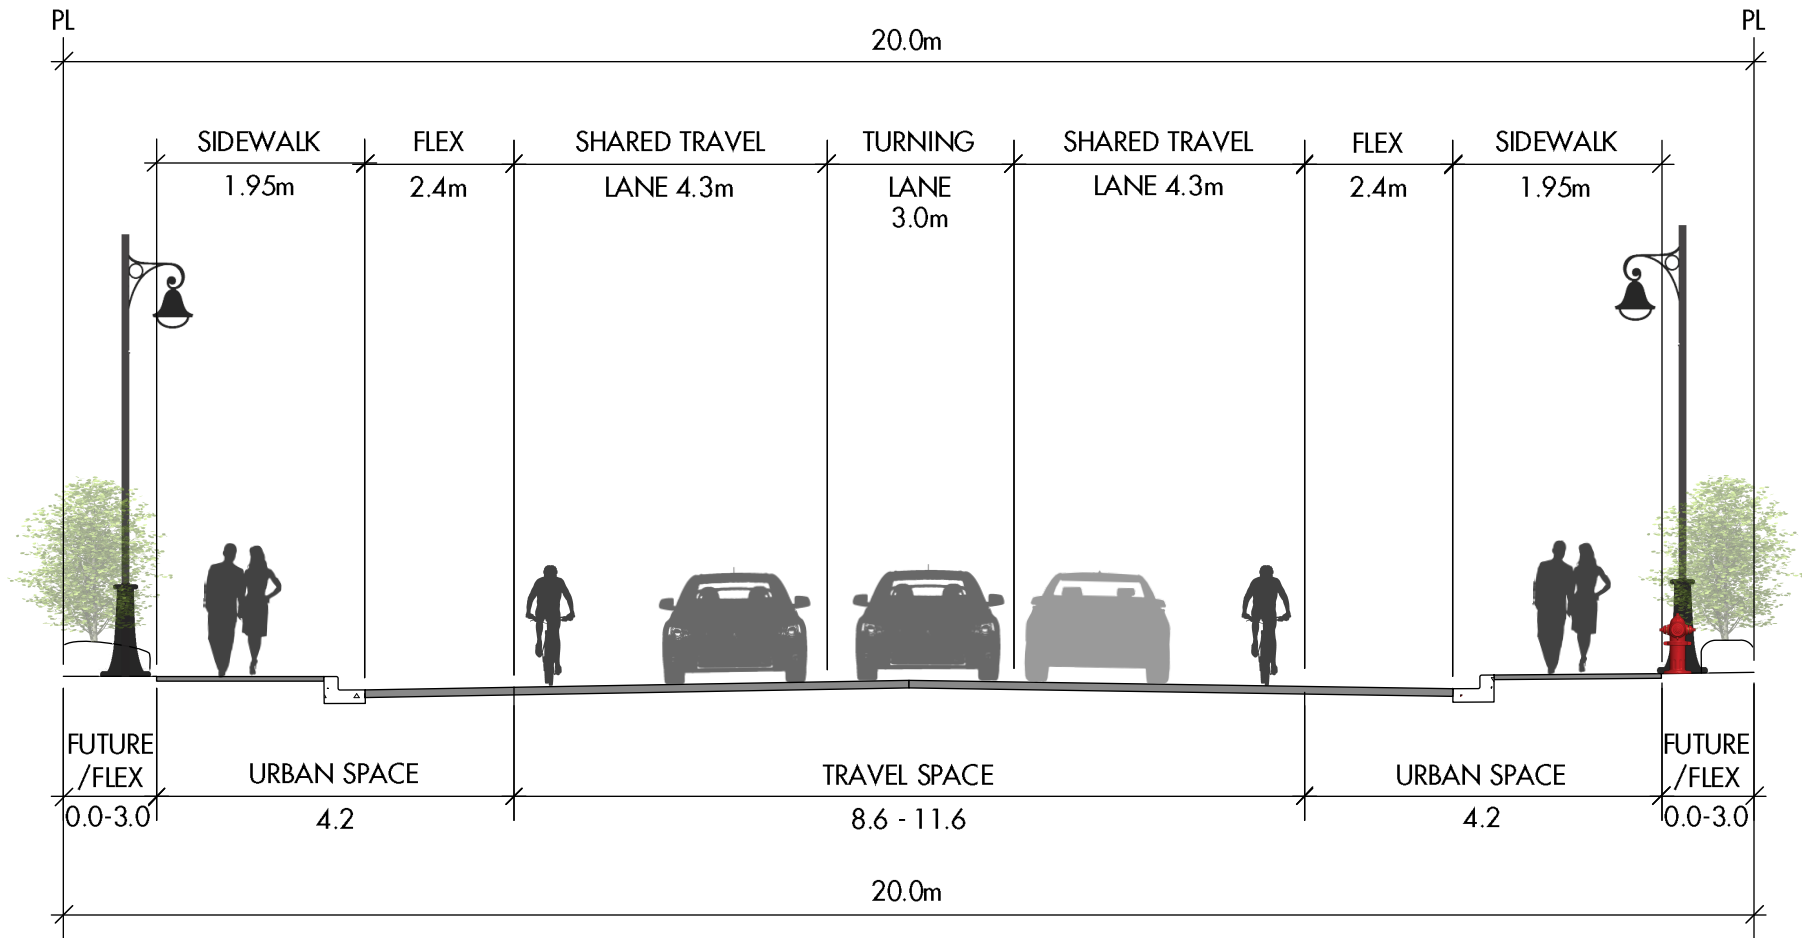 PL PL
20.0m
SIDEWALK FLEX SHARED TRAVEL TURNING SHARED TRAVEL FLEX SIDEWALK
1.95m 2.4m LANE 4.3m LANE LANE 4.3m 2.4m 1.95m
3.0m
FUTURE FUTURE
/FLEX URBAN SPACE TRAVEL SPACE URBAN SPACE /FLEX
0.0-3.0 4.2 8.6 - 11.6 4.2 0.0-3.0
20.0m